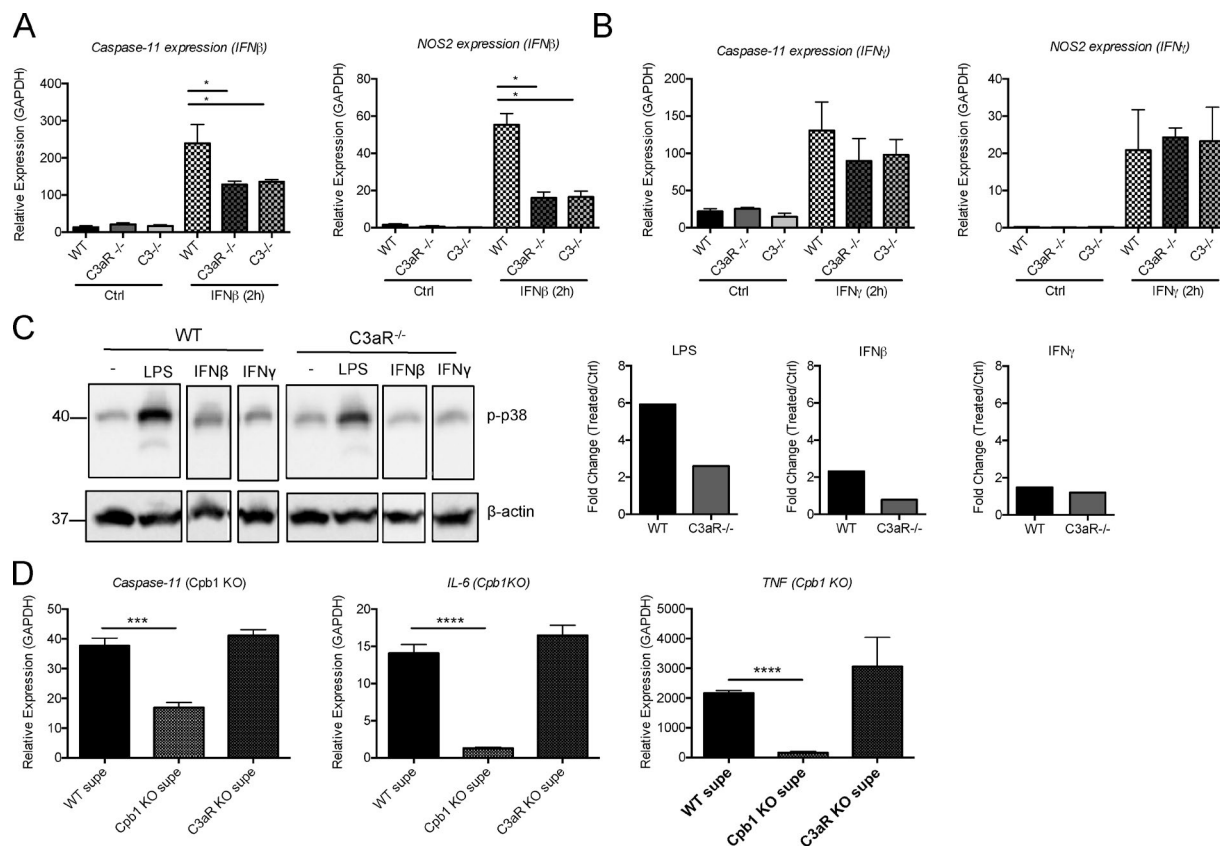 A
Caspase-11 expression (IFNβ)
Relative Expression (GAPDH)
400
300
200
100
0
*
*
WT
C3aR -/-
C3-/-
WT
C3aR -/-
C3-/-
Ctrl
IFNβ (2h)
NOS2 expression (IFNβ)
Relative Expression (GAPDH)
80
60
40
20
0
*
*
WT
C3aR -/-
C3-/-
WT
C3aR -/-
C3-/-
Ctrl
IFNβ (2h)
B
Caspase-11 expression (IFNγ)
Relative Expression (GAPDH)
200
150
100
50
0
WT
C3aR -/-
C3-/-
WT
C3aR -/-
C3-/-
Ctrl
IFNγ (2h)
NOS2 expression (IFNγ)
Relative Expression (GAPDH)
40
30
20
10
0
WT
C3aR -/-
C3-/-
WT
C3aR -/-
C3-/-
Ctrl
IFNγ (2h)
C
WT
C3aR-/-
- LPS IFNβ IFNγ - LPS IFNβ IFNγ
40
p-p38
37
β-actin
LPS
Fold Change (Treated/Ctrl)
8
6
4
2
0
WT
C3aR-/-
IFNβ
Fold Change (Treated/Ctrl)
8
6
4
2
0
WT
C3aR-/-
IFNγ
Fold Change (Treated/Ctrl)
8
6
4
2
0
WT
C3aR-/-
D
Caspase-11 (Cpb1 KO)
Relative Expression (GAPDH)
50
40
30
20
10
0
***
WT supe
Cpb1 KO supe
C3aR KO supe
IL-6 (Cpb1KO)
Relative Expression (GAPDH)
20
15
10
5
0
****
WT supe
Cpb1 KO supe
C3aR KO supe
TNF (Cpb1 KO)
Relative Expression (GAPDH)
5000
4000
3000
2000
1000
0
****
WT supe
Cpb1 KO supe
C3aR KO supe